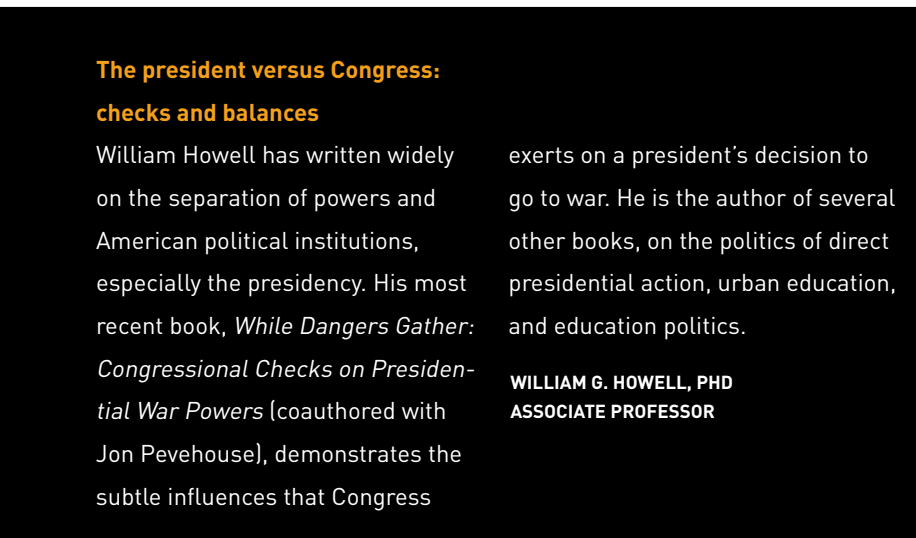 The president versus Congress:
checks and balances
William Howell has written widely
on the separation of powers and
American political institutions,
especially the presidency. His most
recent book, While Dangers Gather:
Congressional Checks on Presiden-
tial War Powers (coauthored with
Jon Pevehouse), demonstrates the
subtle influences that Congress
exerts on a president’s decision to
go to war. He is the author of several
other books, on the politics of direct
presidential action, urban education,
and education politics.
WILLIAM G. HOWELL, PHD
ASSOCIATE PROFESSOR